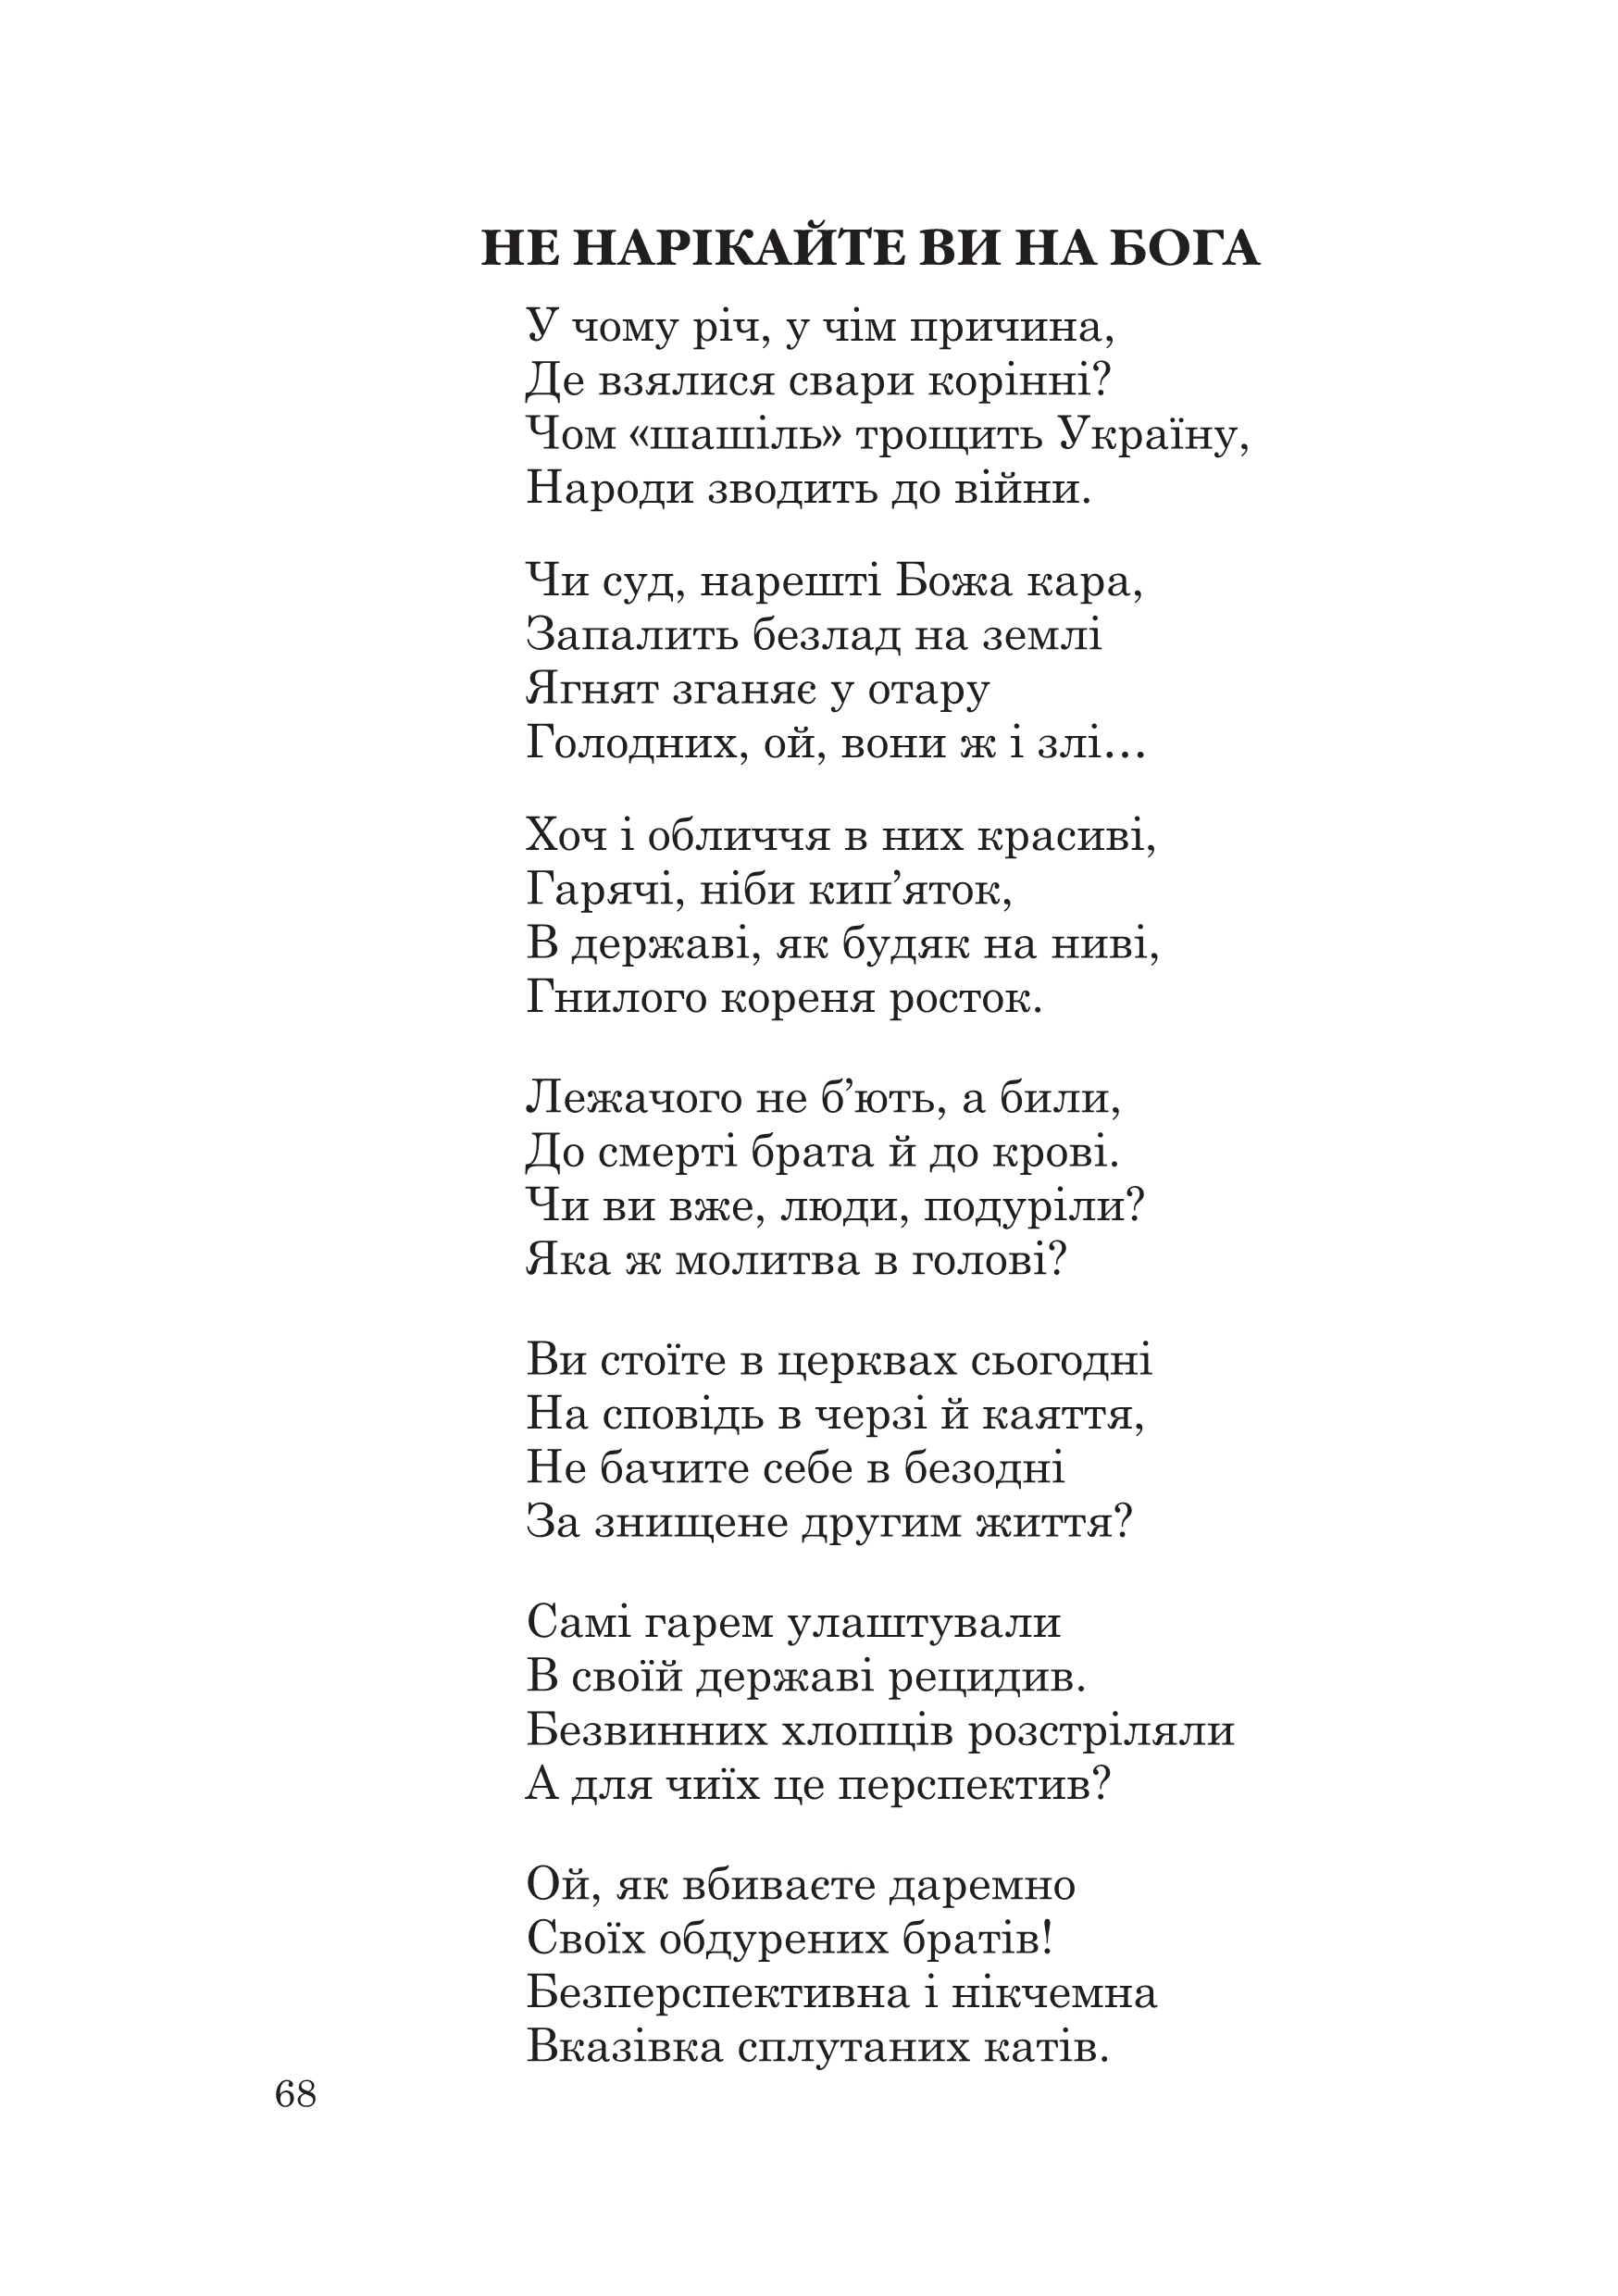 НЕ НАРІКАЙТЕ ВИ НА БОГА
У чому річ, у чім причина,
Де взялися свари корінні?
Чом «шашіль» трощить Україну,
Народи зводить до війни.
Чи суд, нарешті Божа кара,
Запалить безлад на землі
Ягнят зганяє у отару
Голодних, ой, вони ж і злі...
Хоч і обличчя в них красиві,
Гарячі, ніби кип’яток,
В державі, як будяк на ниві,
Гнилого кореня росток.
Лежачого не б’ють, а били,
До смерті брата й до крові.
Чи ви вже, люди, подуріли?
Яка ж молитва в голові?
Ви стоїте в церквах сьогодні
На сповідь в черзі й каяття,
Не бачите себе в безодні
За знищене другим життя?
Самі гарем улаштували
В своїй державі рецидив.
Безвинних хлопців розстріляли
А для чиїх це перспектив?
Ой, як вбиваєте даремно
Своїх обдурених братів!
Безперспективна і нікчемна
Вказівка сплутаних катів.
68